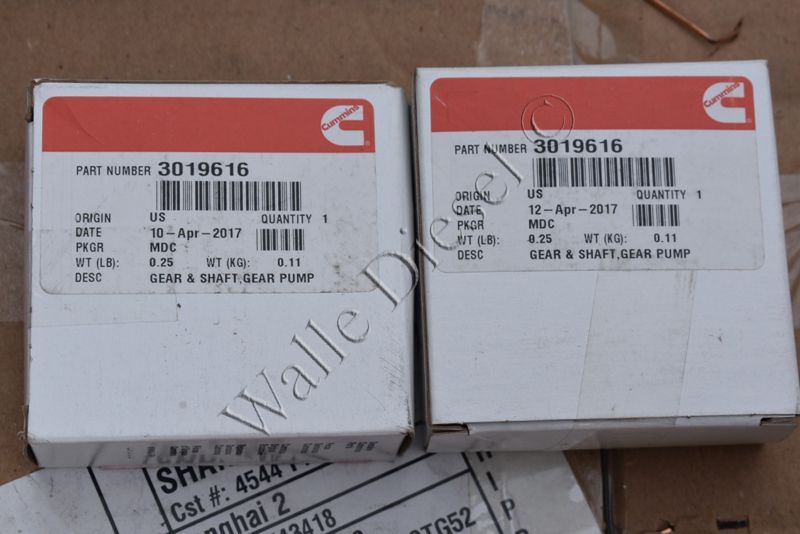 Cummins
PART NUMBER 3019616
ORIGIN US QUANTITY 1
DATE 10-Apr-2017
PKGR MDC
WT (LB): 0.25 WT (KG): 0.11
DESC GEAR & SHAFT,GEAR PUMP
Cummins
PART NUMBER 3019616
ORIGIN US QUANTITY 1
DATE 12-Apr-2017
PKGR MDC
WT (LB): 0.25 WT (KG): 0.11
DESC GEAR & SHAFT,GEAR PUMP
Walle Diesel ©
Cst #: 4544
2
43418
TG52